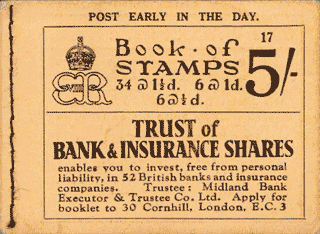 POST EARLY IN THE DAY.
17
Book · of
STAMPS
5/-
34 @ 1½d. 6 @ 1d.
6 @ ½d.
E VIII R
TRUST of
BANK & INSURANCE SHARES
enables you to invest, free from personal
liability, in 52 British banks and insurance
companies. Trustee: Midland Bank
Executor & Trustee Co. Ltd. Apply for
booklet to 30 Cornhill, London, E.C. 3